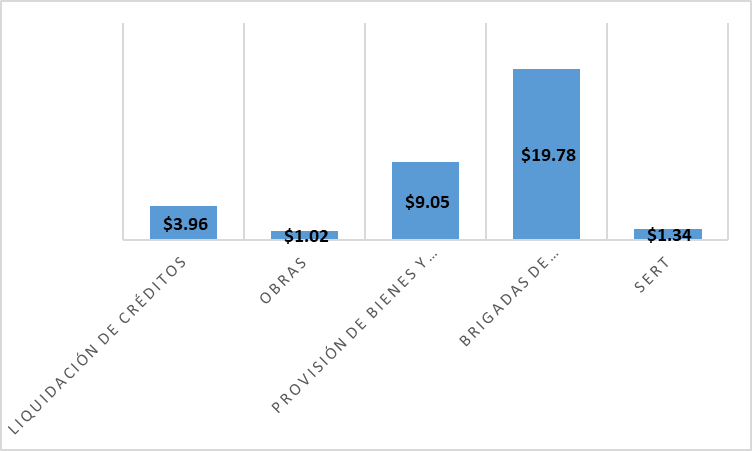 $19.78
$9.05
$3.96
$1.02
$1.34
LIQUIDACIÓN DE CRÉDITOS
OBRAS
PROVISIÓN DE BIENES Y…
BRIGADAS DE…
SERT